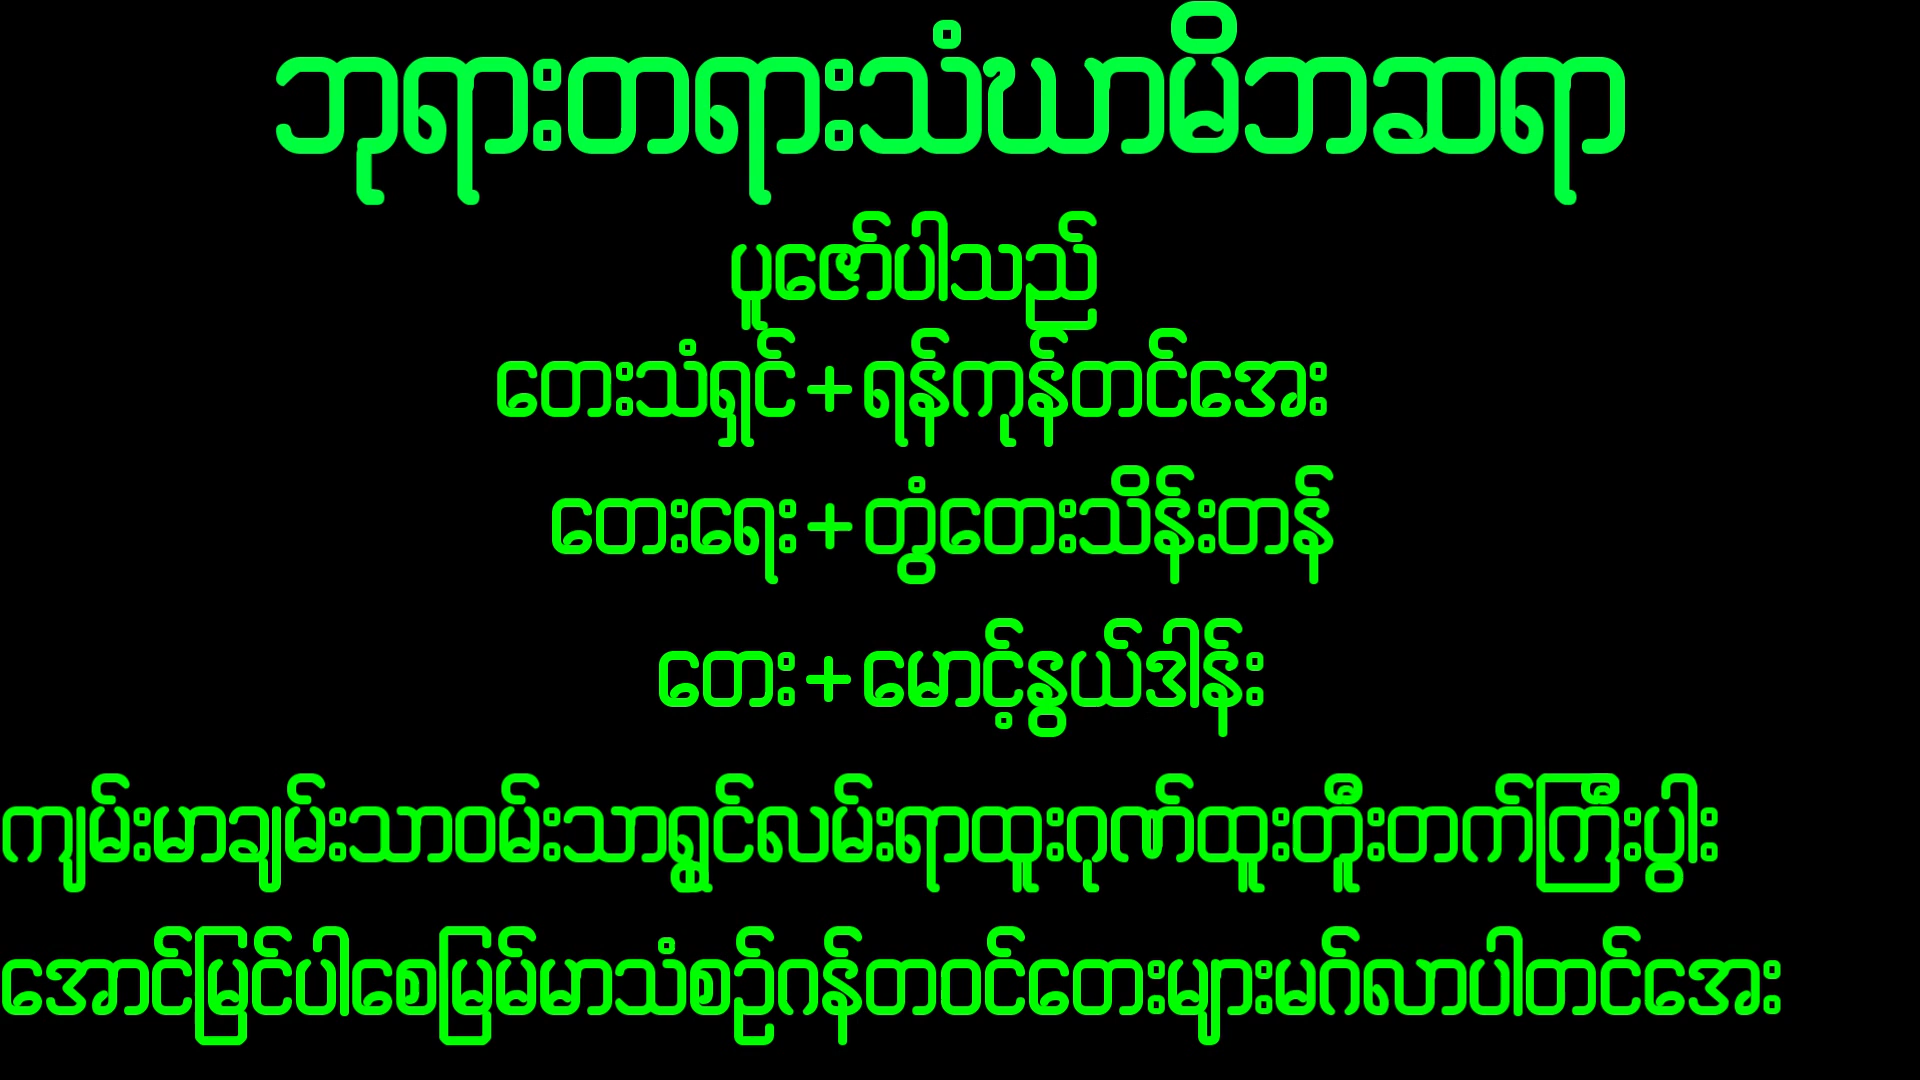 ဘုရားတရားသံဃာမိဘဆရာ
ပူဇော်ပါသည်
တေးသံရှင်+ရန်ကုန်တင်အေး
တေးရေး+တွံတေးသိန်းတန်
တေး+မောင့်နွယ်ဒါန်း
ကျမ်းမာချမ်းသာဝမ်းသာရွှင်လမ်းရာထူးဂုဏ်ထူးတီူးတက်ကြီးပွါး
အောင်မြင်ပါစေမြမ်မာသံစဉ်ဂန်တဝင်တေးများမဂ်လာပါတင်အေး